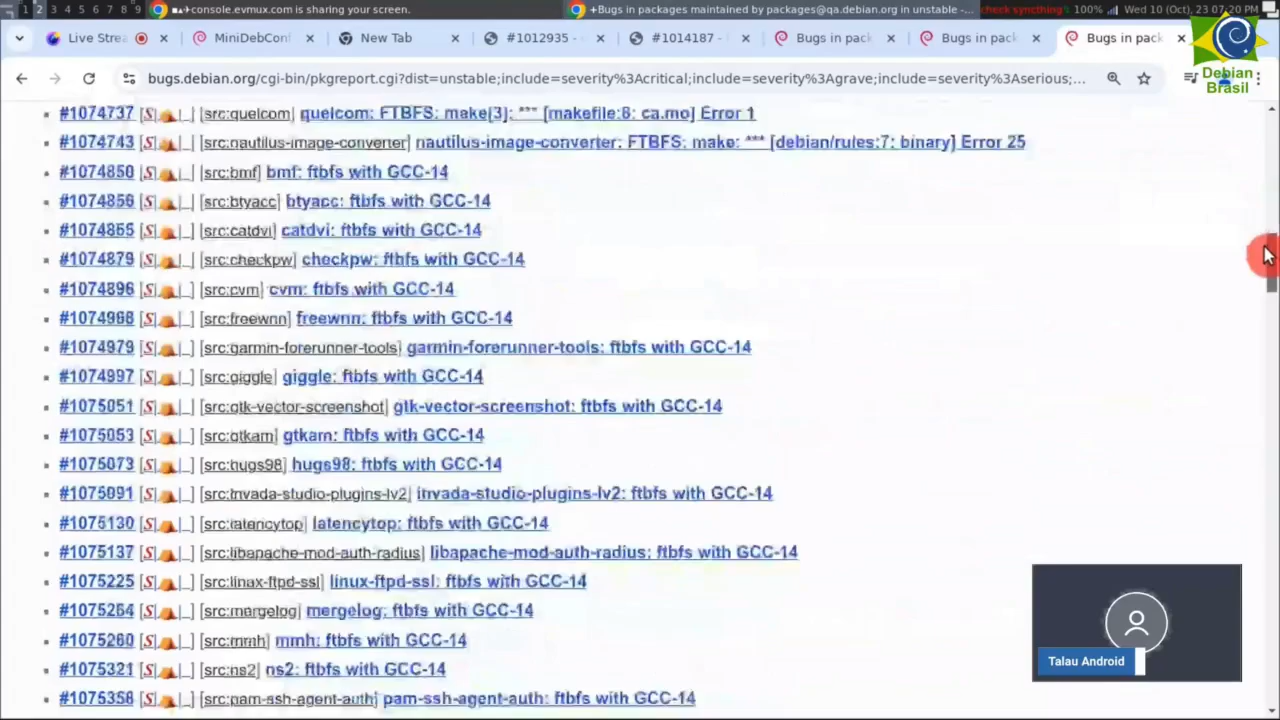 1 2 3 4 5 6 7 8 9
console.evmux.com is sharing your screen.
+Bugs in packages maintained by packages@qa.debian.org in unstable -...
check syncthing
100%
Wed 10 (Oct), 23 07:20 PM
Live Strea
MiniDebConf
New Tab
#1012935 -
#1014187 -
Bugs in pack
Bugs in pack
Bugs in pack
bugs.debian.org/cgi-bin/pkgreport.cgi?dist=unstable;include=severity%3Acritical;include=severity%3Agrave;include=severity%3Aserious;...
Debian
Brasil
#1074737 [S| |_] [src:quelcom] quelcom: FTBFS: make[3]: *** [makefile:8: ca.mo] Error 1
#1074743 [S| |_] [src:nautilus-image-converter] nautilus-image-converter: FTBFS: make: *** [debian/rules:7: binary] Error 25
#1074850 [S| |_] [src:bmf] bmf: ftbfs with GCC-14
#1074856 [S| |_] [src:btyacc] btyacc: ftbfs with GCC-14
#1074865 [S| |_] [src:catdvi] catdvi: ftbfs with GCC-14
#1074879 [S| |_] [src:checkpw] checkpw: ftbfs with GCC-14
#1074896 [S| |_] [src:cvm] cvm: ftbfs with GCC-14
#1074968 [S| |_] [src:freewnn] freewnn: ftbfs with GCC-14
#1074979 [S| |_] [src:garmin-forerunner-tools] garmin-forerunner-tools: ftbfs with GCC-14
#1074997 [S| |_] [src:giggle] giggle: ftbfs with GCC-14
#1075051 [S| |_] [src:gtk-vector-screenshot] gtk-vector-screenshot: ftbfs with GCC-14
#1075053 [S| |_] [src:gtkam] gtkam: ftbfs with GCC-14
#1075073 [S| |_] [src:hugs98] hugs98: ftbfs with GCC-14
#1075091 [S| |_] [src:invada-studio-plugins-lv2] invada-studio-plugins-lv2: ftbfs with GCC-14
#1075130 [S| |_] [src:latencytop] latencytop: ftbfs with GCC-14
#1075137 [S| |_] [src:libapache-mod-auth-radius] libapache-mod-auth-radius: ftbfs with GCC-14
#1075225 [S| |_] [src:linux-ftpd-ssl] linux-ftpd-ssl: ftbfs with GCC-14
#1075264 [S| |_] [src:mergelog] mergelog: ftbfs with GCC-14
#1075260 [S| |_] [src:mmh] mmh: ftbfs with GCC-14
#1075321 [S| |_] [src:ns2] ns2: ftbfs with GCC-14
#1075358 [S| |_] [src:pam-ssh-agent-auth] pam-ssh-agent-auth: ftbfs with GCC-14
Talau Android